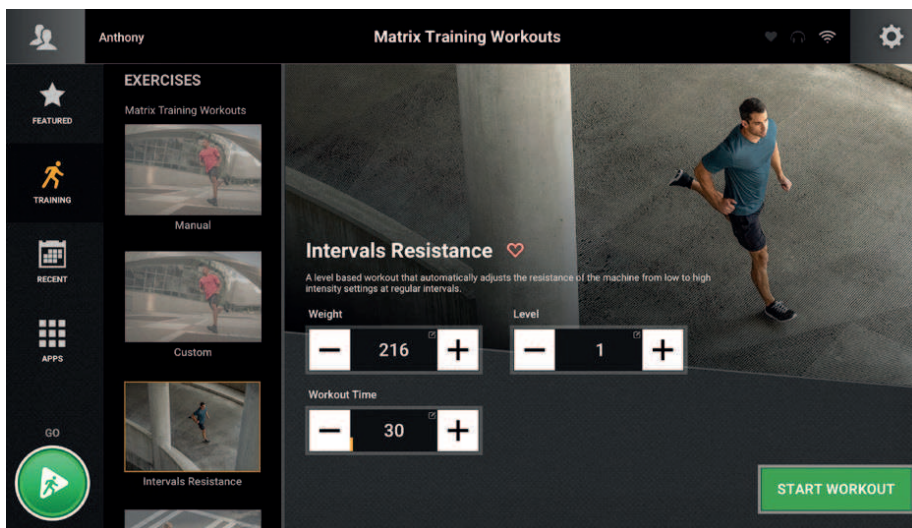 Anthony
Matrix Training Workouts
FEATURED
TRAINING
RECENT
APPS
GO
EXERCISES
Matrix Training Workouts
Manual
Custom
Intervals Resistance
Intervals Resistance
A level based workout that automatically adjusts the resistance of the machine from low to high
intensity settings at regular intervals.
Weight
Level
− 216 +
− 1 +
Workout Time
− 30 +
START WORKOUT